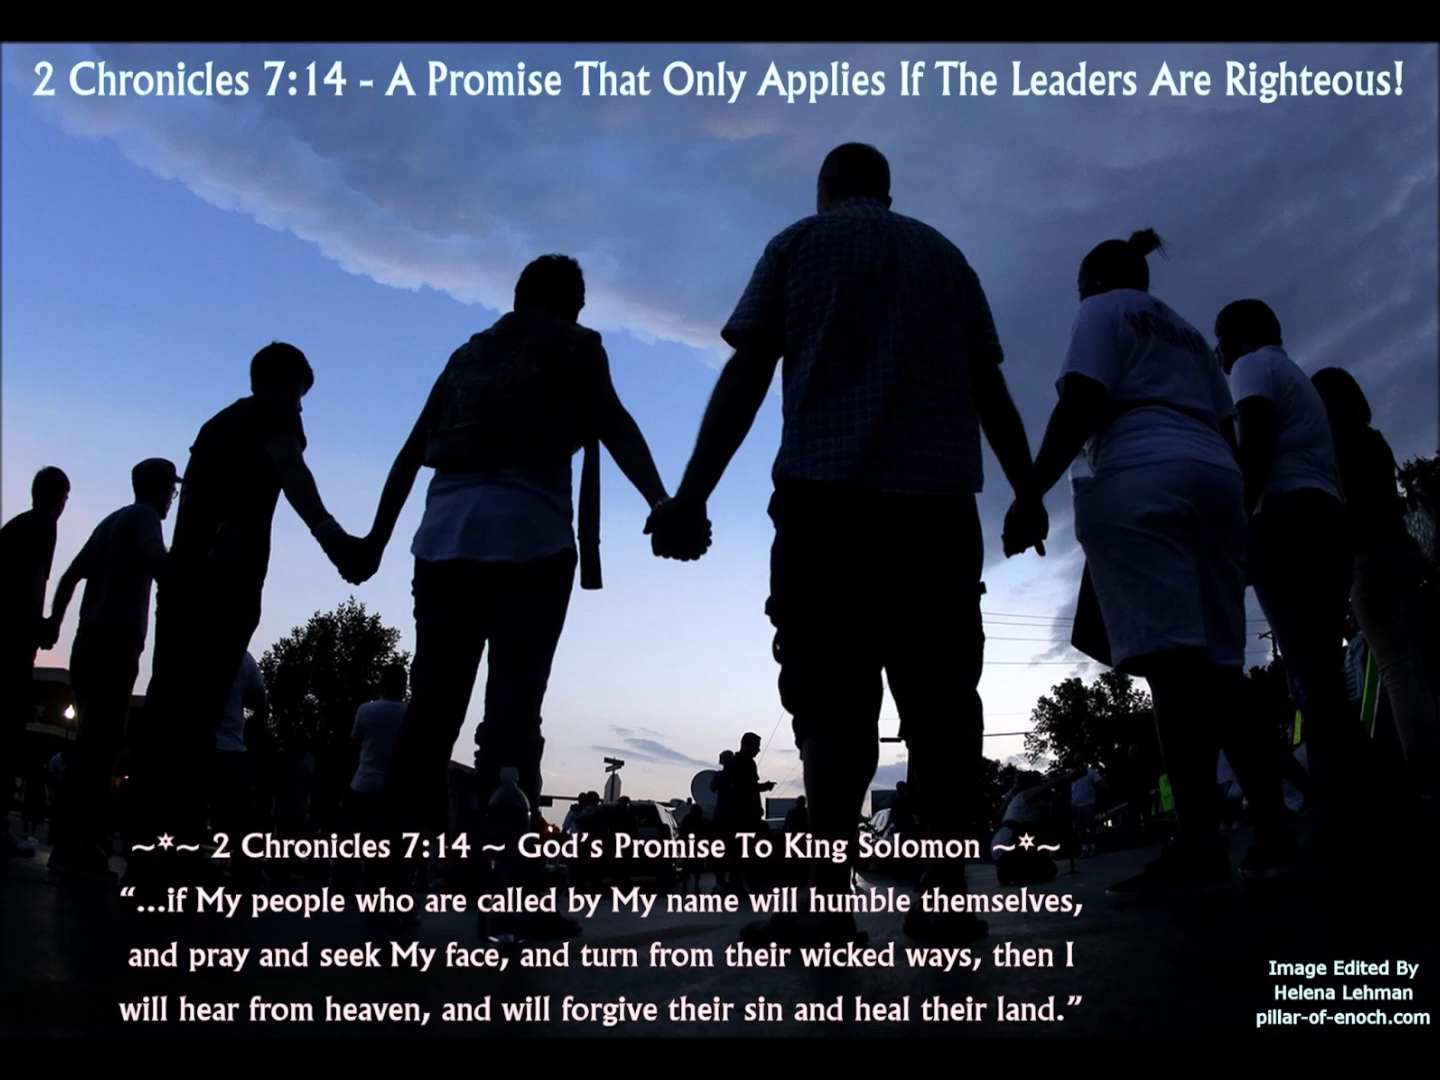 2 Chronicles 7:14 - A Promise That Only Applies If The Leaders Are Righteous!
~*~ 2 Chronicles 7:14 ~ God's Promise To King Solomon ~*~
"...if My people who are called by My name will humble themselves,
and pray and seek My face, and turn from their wicked ways, then I
will hear from heaven, and will forgive their sin and heal their land."
Image Edited By
Helena Lehman
pillar-of-enoch.com